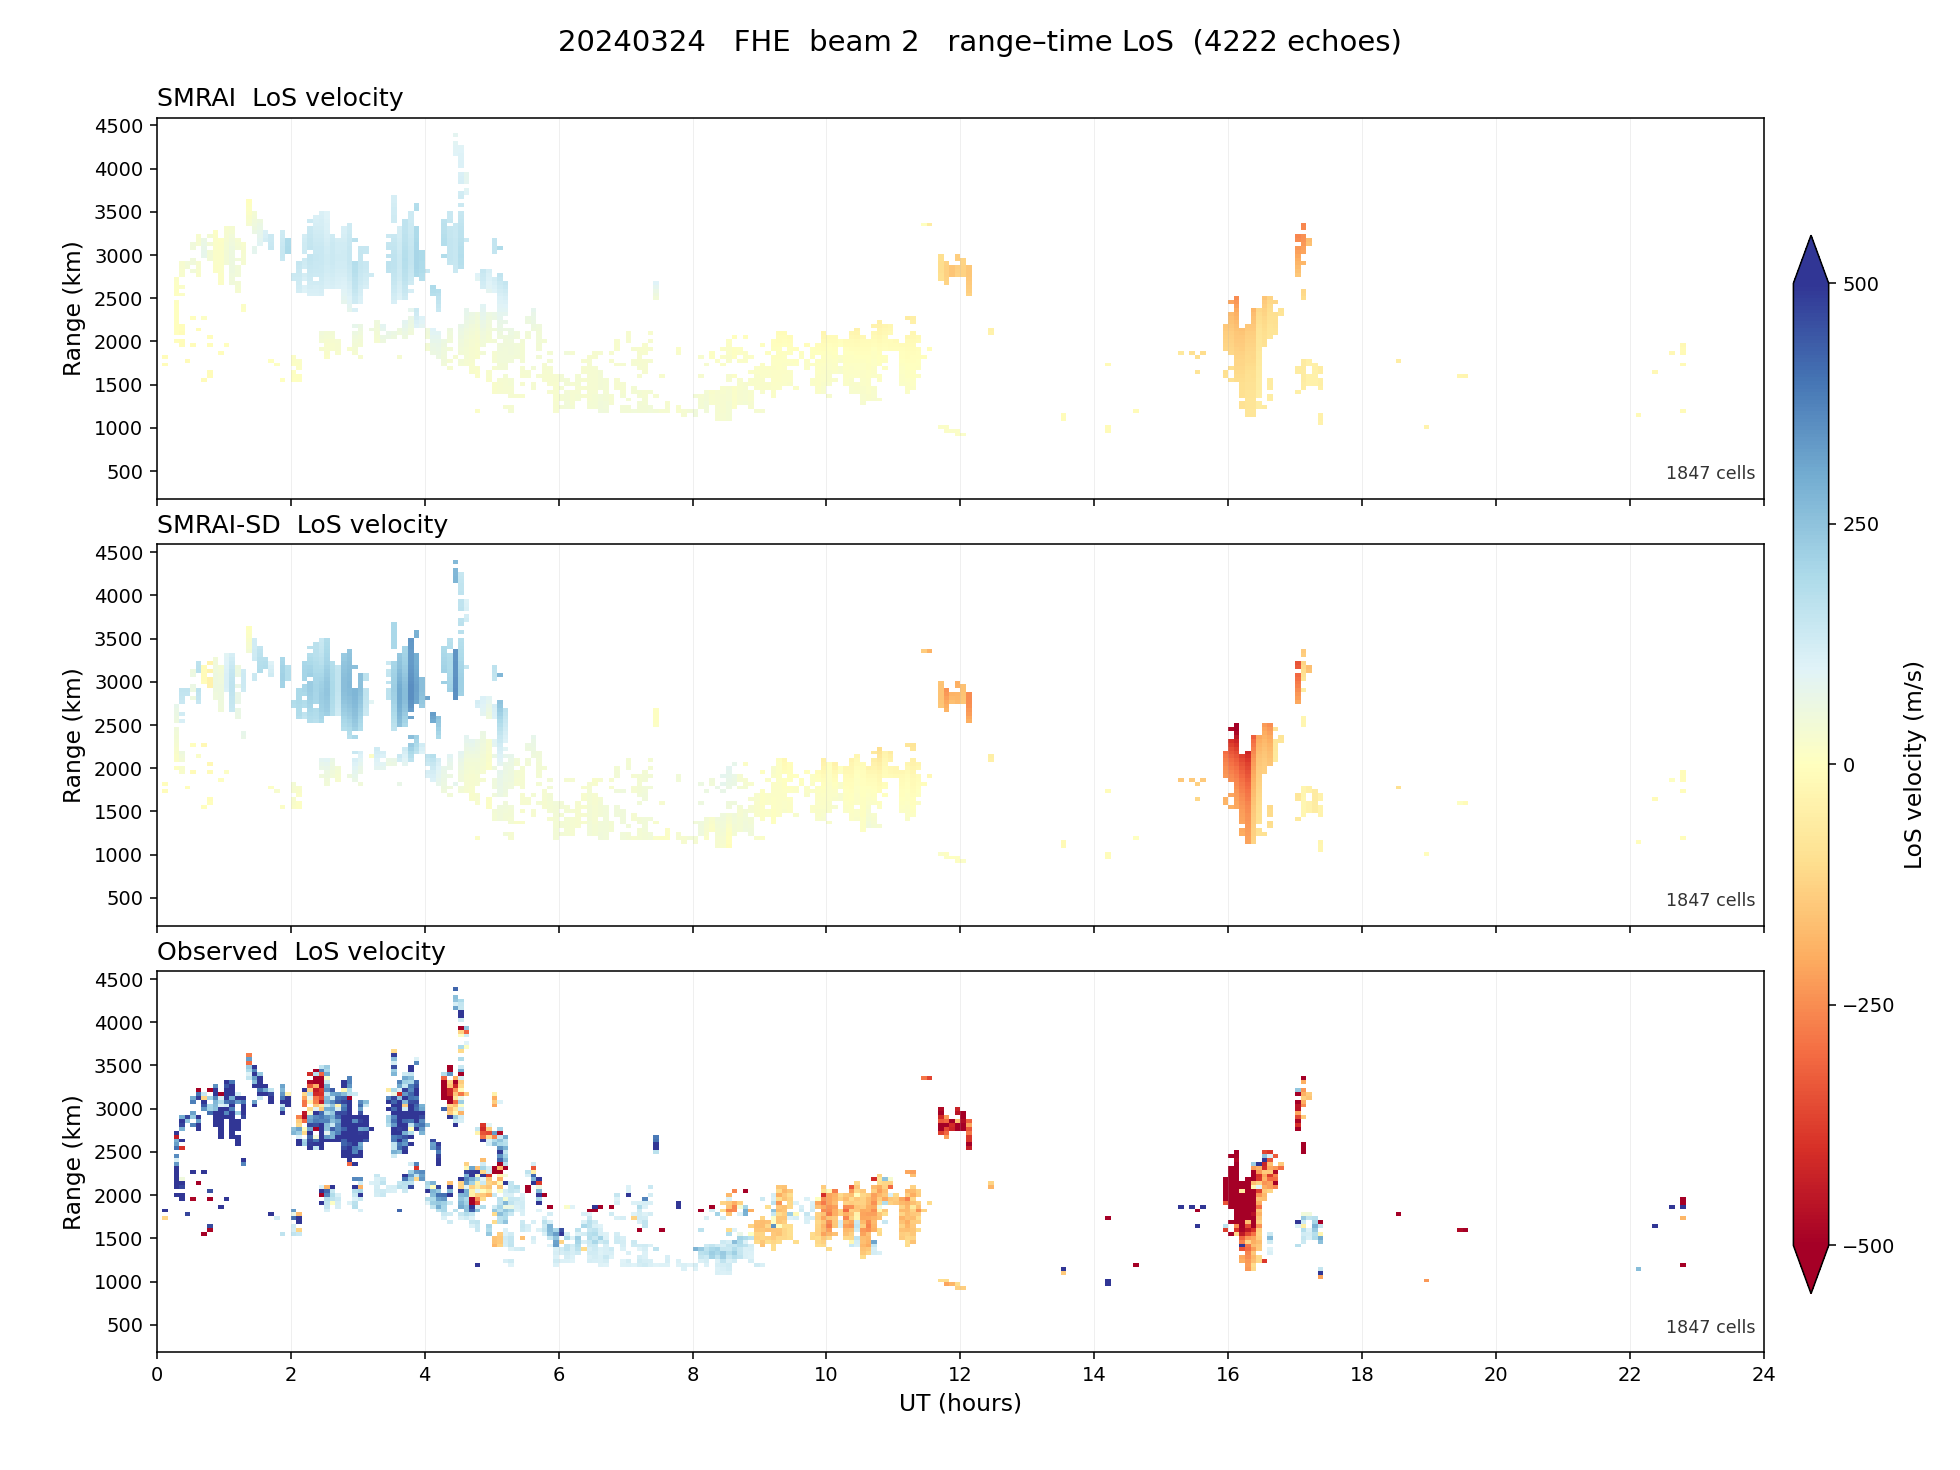 20240324   FHE  beam 2   range–time LoS  (4222 echoes)
SMRAI  LoS velocity
4500
4000
3500
3000
2500
2000
1500
1000
500
Range (km)
1847 cells
SMRAI-SD  LoS velocity
4500
4000
3500
3000
2500
2000
1500
1000
500
Range (km)
1847 cells
Observed  LoS velocity
4500
4000
3500
3000
2500
2000
1500
1000
500
Range (km)
1847 cells
0 2 4 6 8 10 12 14 16 18 20 22 24
UT (hours)
500
250
0
−250
−500
LoS velocity (m/s)